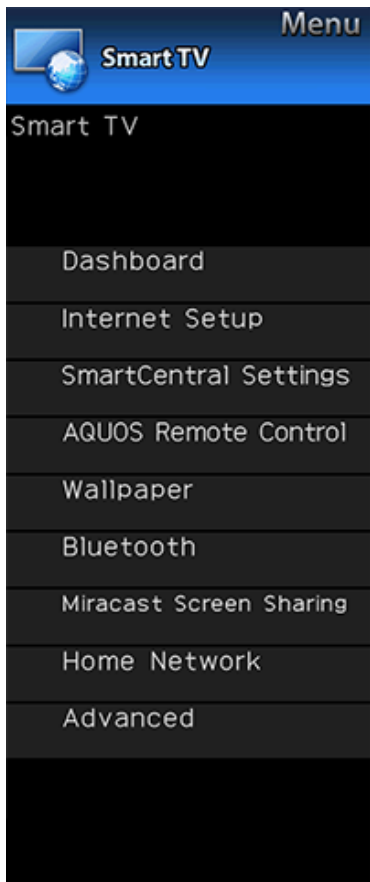 Menu
Smart TV
Smart TV
Dashboard
Internet Setup
SmartCentral Settings
AQUOS Remote Control
Wallpaper
Bluetooth
Miracast Screen Sharing
Home Network
Advanced